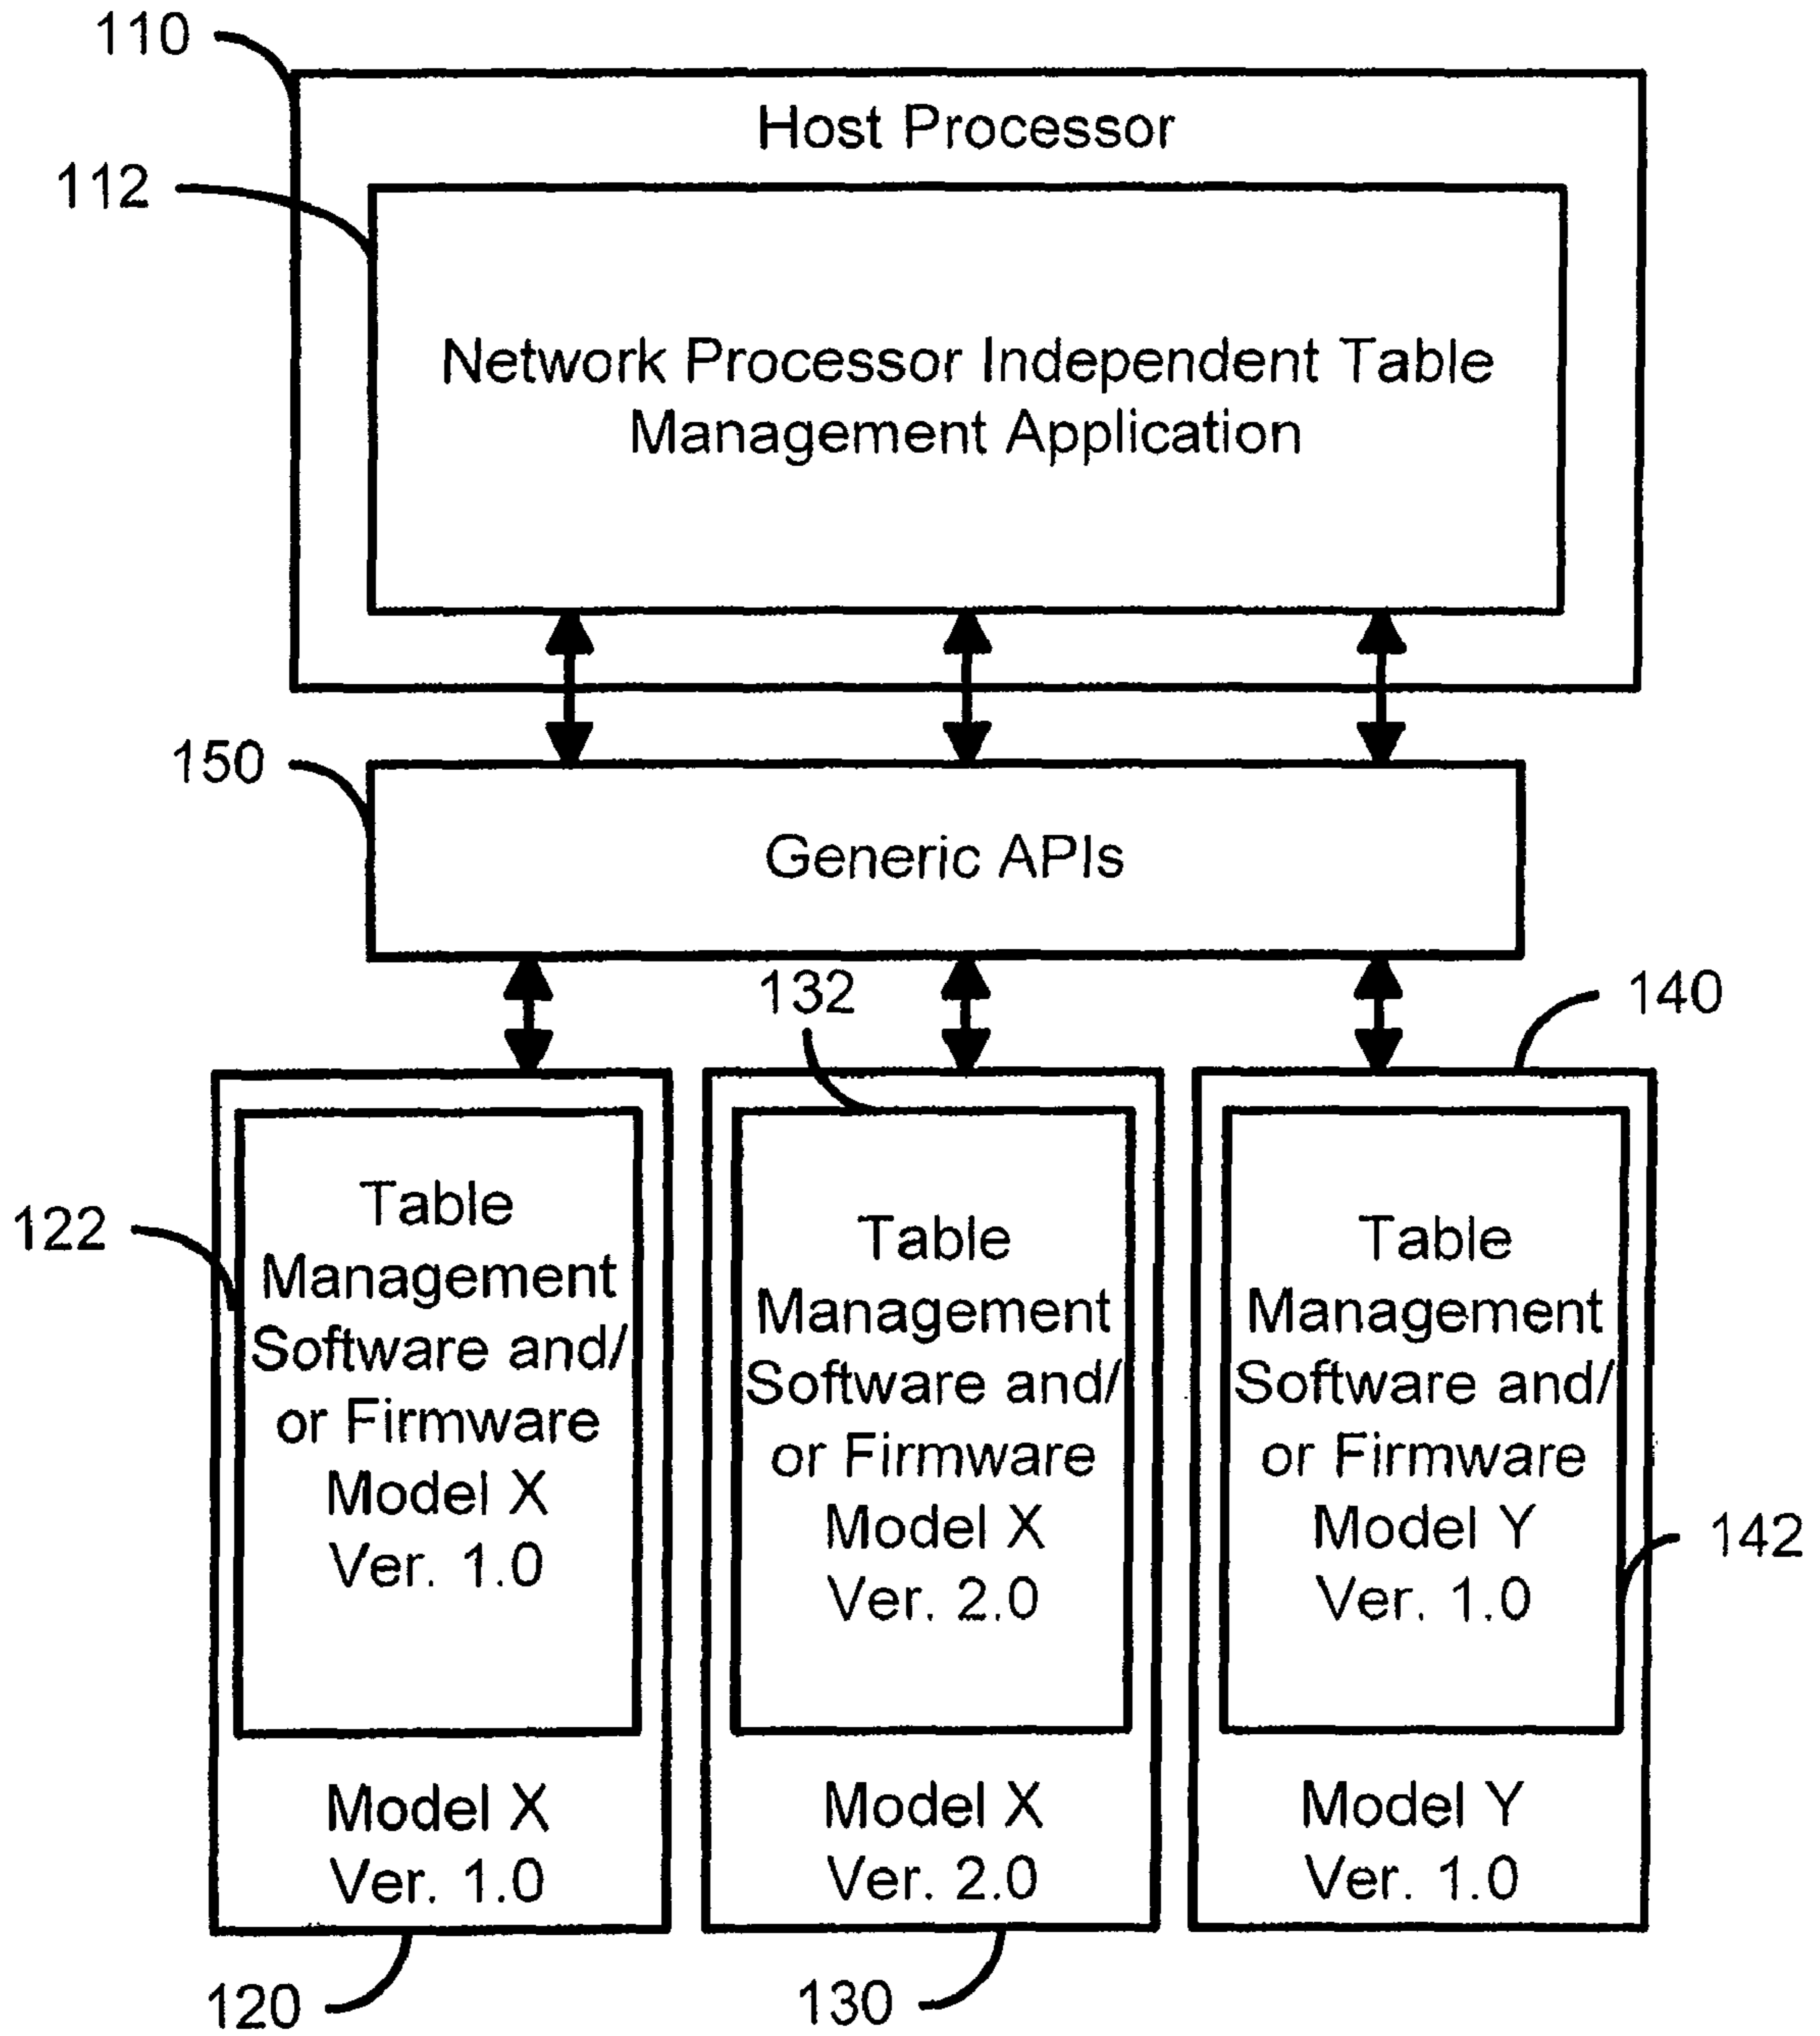 110
Host Processor
112
Network Processor Independent Table
Management Application
150
Generic APIs
132
140
122
Table
Management
Software and/
or Firmware
Model X
Ver. 1.0
Table
Management
Software and/
or Firmware
Model X
Ver. 2.0
Table
Management
Software and/
or Firmware
Model Y
Ver. 1.0
142
Model X
Ver. 1.0
Model X
Ver. 2.0
Model Y
Ver. 1.0
120
130